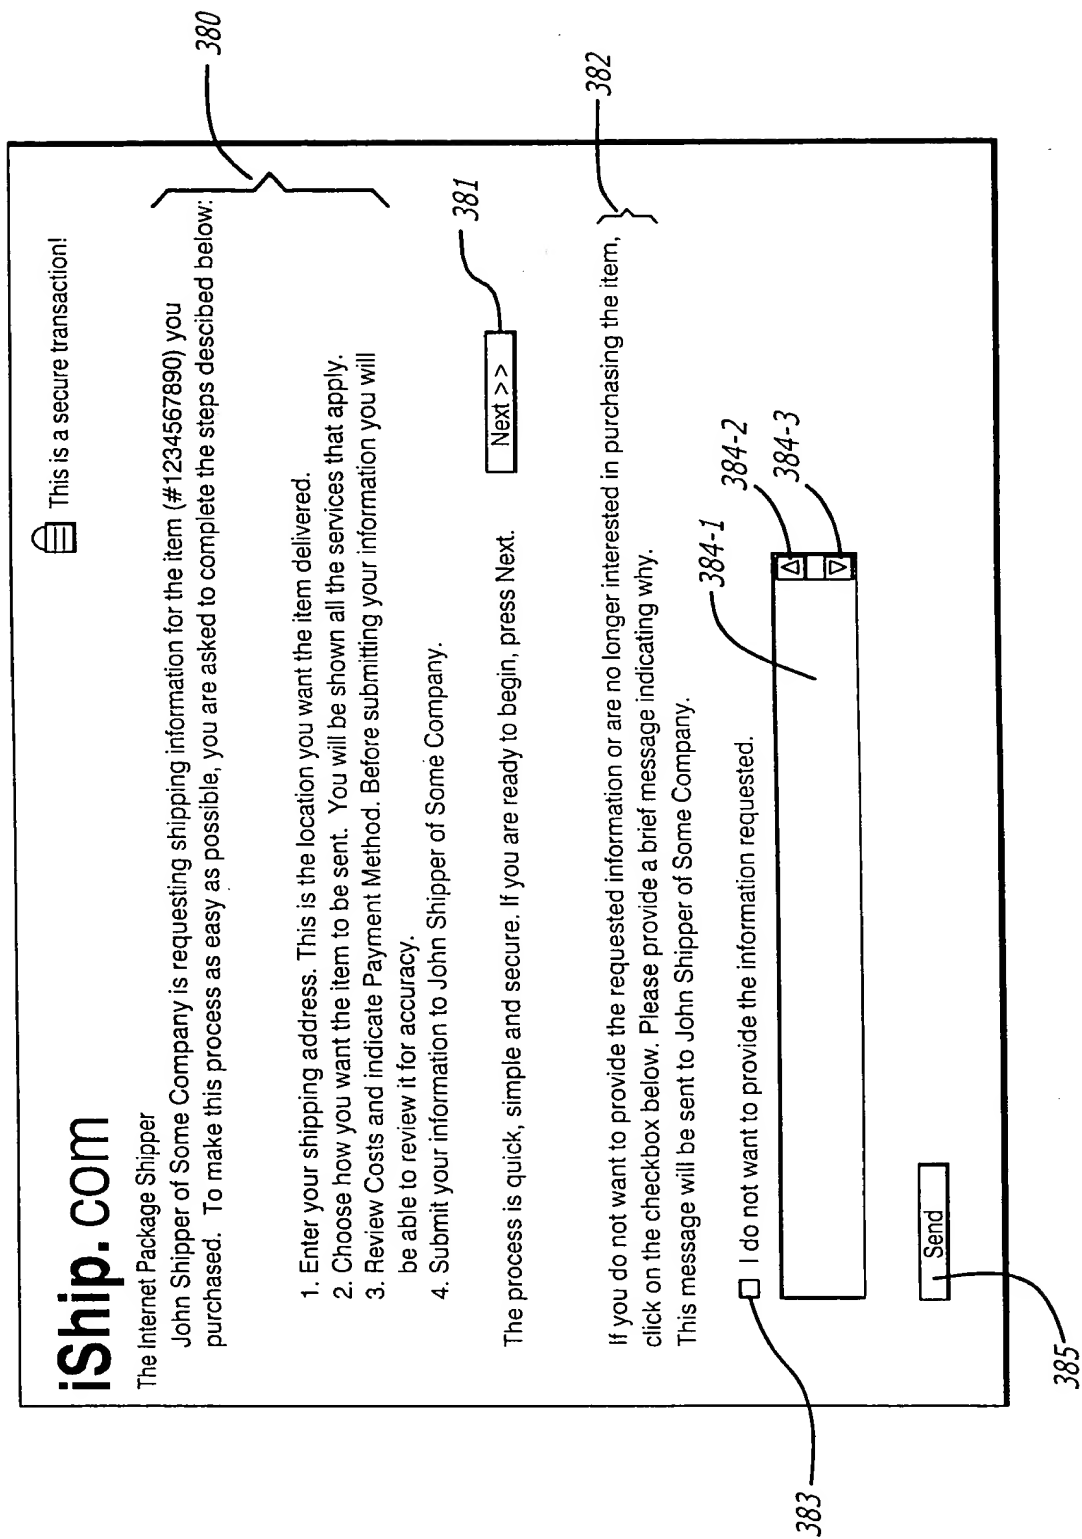 iShip.com
This is a secure transaction!
The Internet Package Shipper
John Shipper of Some Company is requesting shipping information for the item (#1234567890) you
purchased. To make this process as easy as possible, you are asked to complete the steps descibed below:
380
1. Enter your shipping address. This is the location you want the item delivered.
2. Choose how you want the item to be sent. You will be shown all the services that apply.
3. Review Costs and indicate Payment Method. Before submitting your information you will
be able to review it for accuracy.
4. Submit your information to John Shipper of Some Company.
381
The process is quick, simple and secure. If you are ready to begin, press Next.
Next >>
If you do not want to provide the requested information or are no longer interested in purchasing the item,
click on the checkbox below. Please provide a brief message indicating why.
This message will be sent to John Shipper of Some Company.
382
I do not want to provide the information requested.
383
384-1
384-2
384-3
Send
385